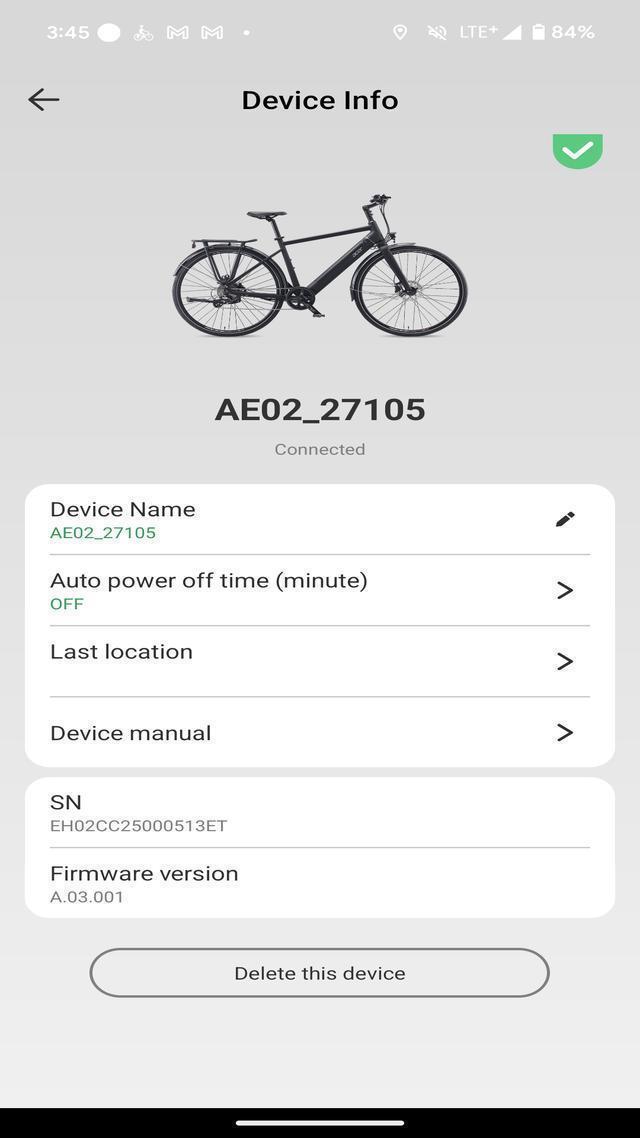 3:45 LTE+ 84%
Device Info
acer
AE02_27105
Connected
Device Name
AE02_27105
Auto power off time (minute)
OFF
Last location
Device manual
SN
EH02CC25000513ET
Firmware version
A.03.001
Delete this device